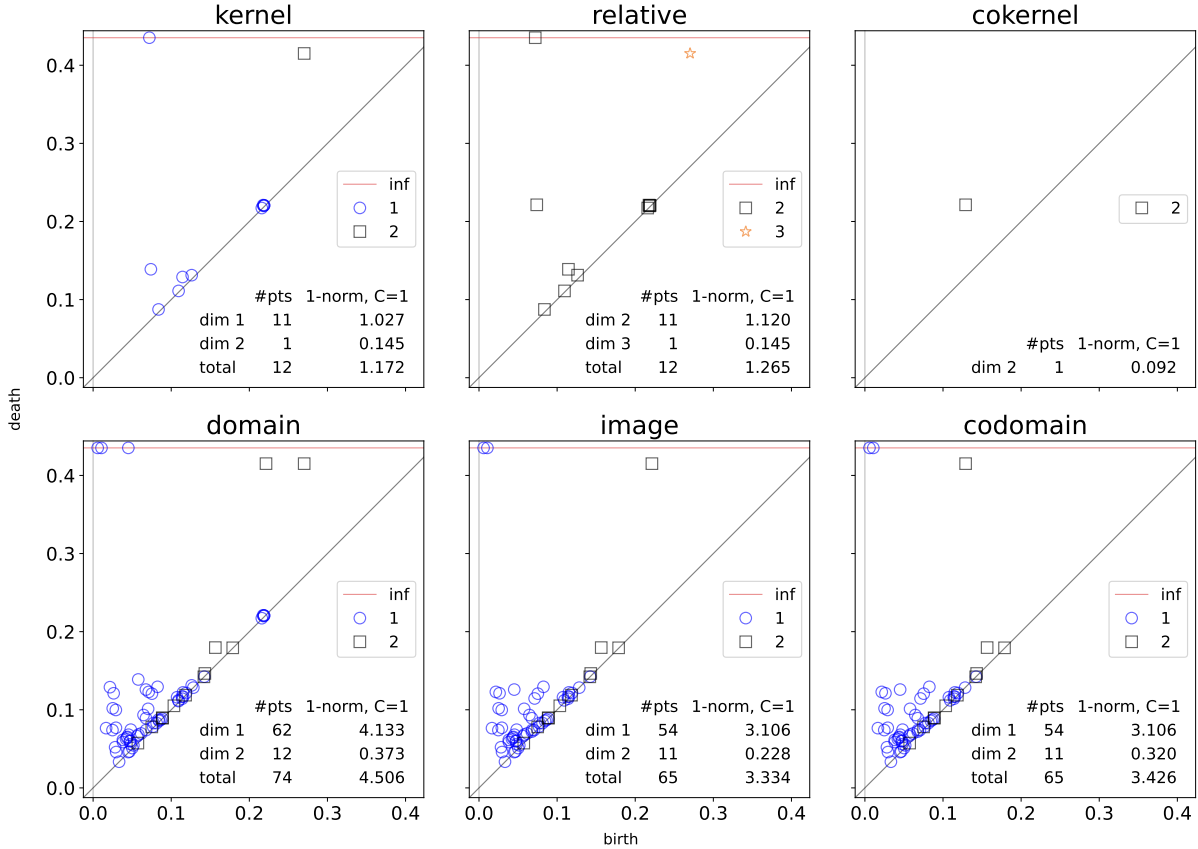 kernel
relative
cokernel
0.4
0.3
0.2
0.1
0.0
inf
1
2
#pts 1-norm, C=1
dim 1 11 1.027
dim 2 1 0.145
total 12 1.172
inf
2
3
#pts 1-norm, C=1
dim 2 11 1.120
dim 3 1 0.145
total 12 1.265
2
#pts 1-norm, C=1
dim 2 1 0.092
death
domain
image
codomain
0.4
0.3
0.2
0.1
0.0
inf
1
2
#pts 1-norm, C=1
dim 1 62 4.133
dim 2 12 0.373
total 74 4.506
0.0 0.1 0.2 0.3 0.4
inf
1
2
#pts 1-norm, C=1
dim 1 54 3.106
dim 2 11 0.228
total 65 3.334
0.0 0.1 0.2 0.3 0.4
inf
1
2
#pts 1-norm, C=1
dim 1 54 3.106
dim 2 11 0.320
total 65 3.426
0.0 0.1 0.2 0.3 0.4
birth